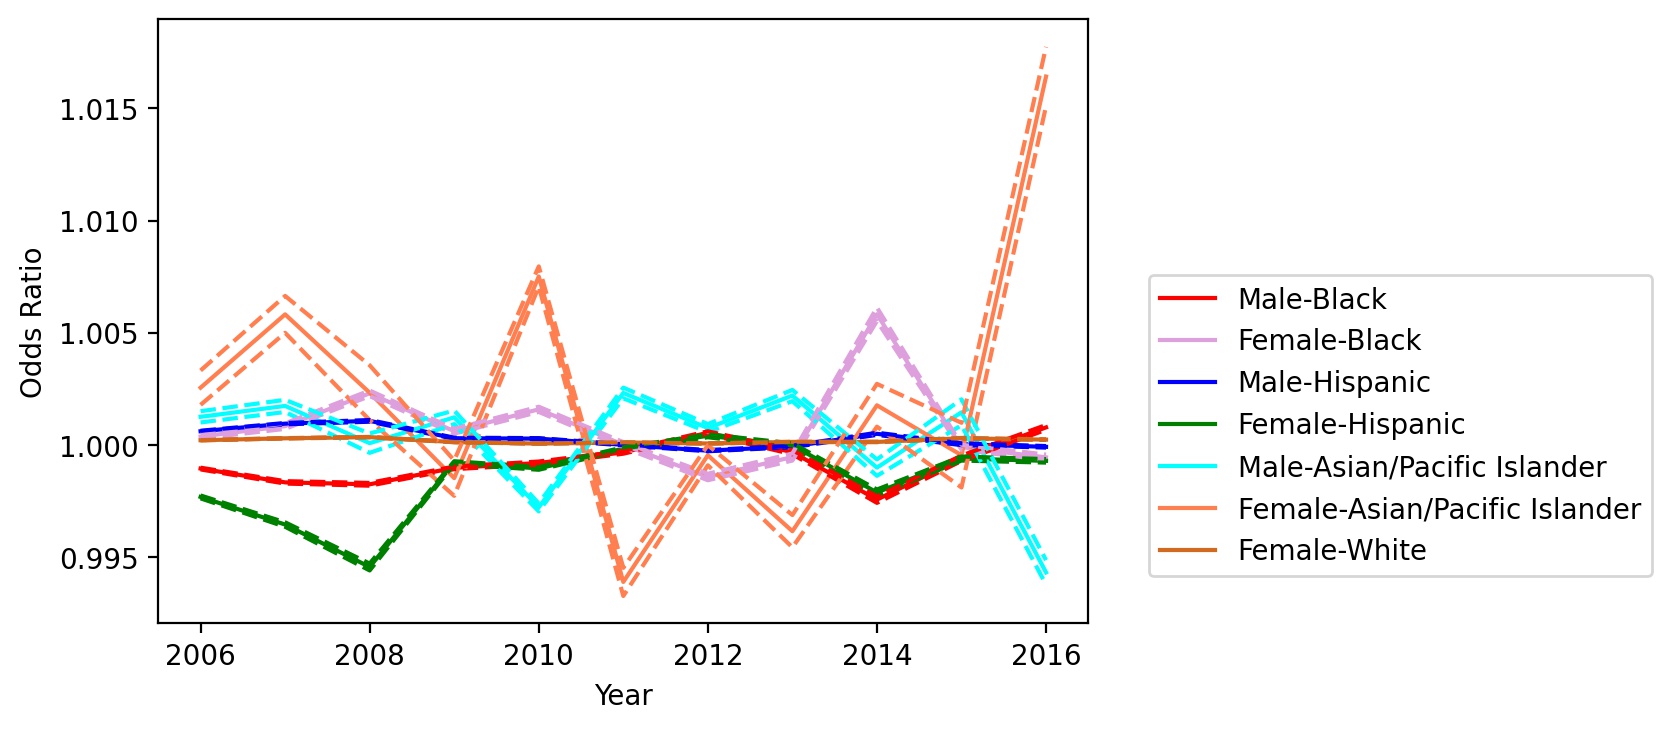 1.015
1.010
1.005
1.000
0.995
Odds Ratio
2006 2008 2010 2012 2014 2016
Year
Male-Black
Female-Black
Male-Hispanic
Female-Hispanic
Male-Asian/Pacific Islander
Female-Asian/Pacific Islander
Female-White